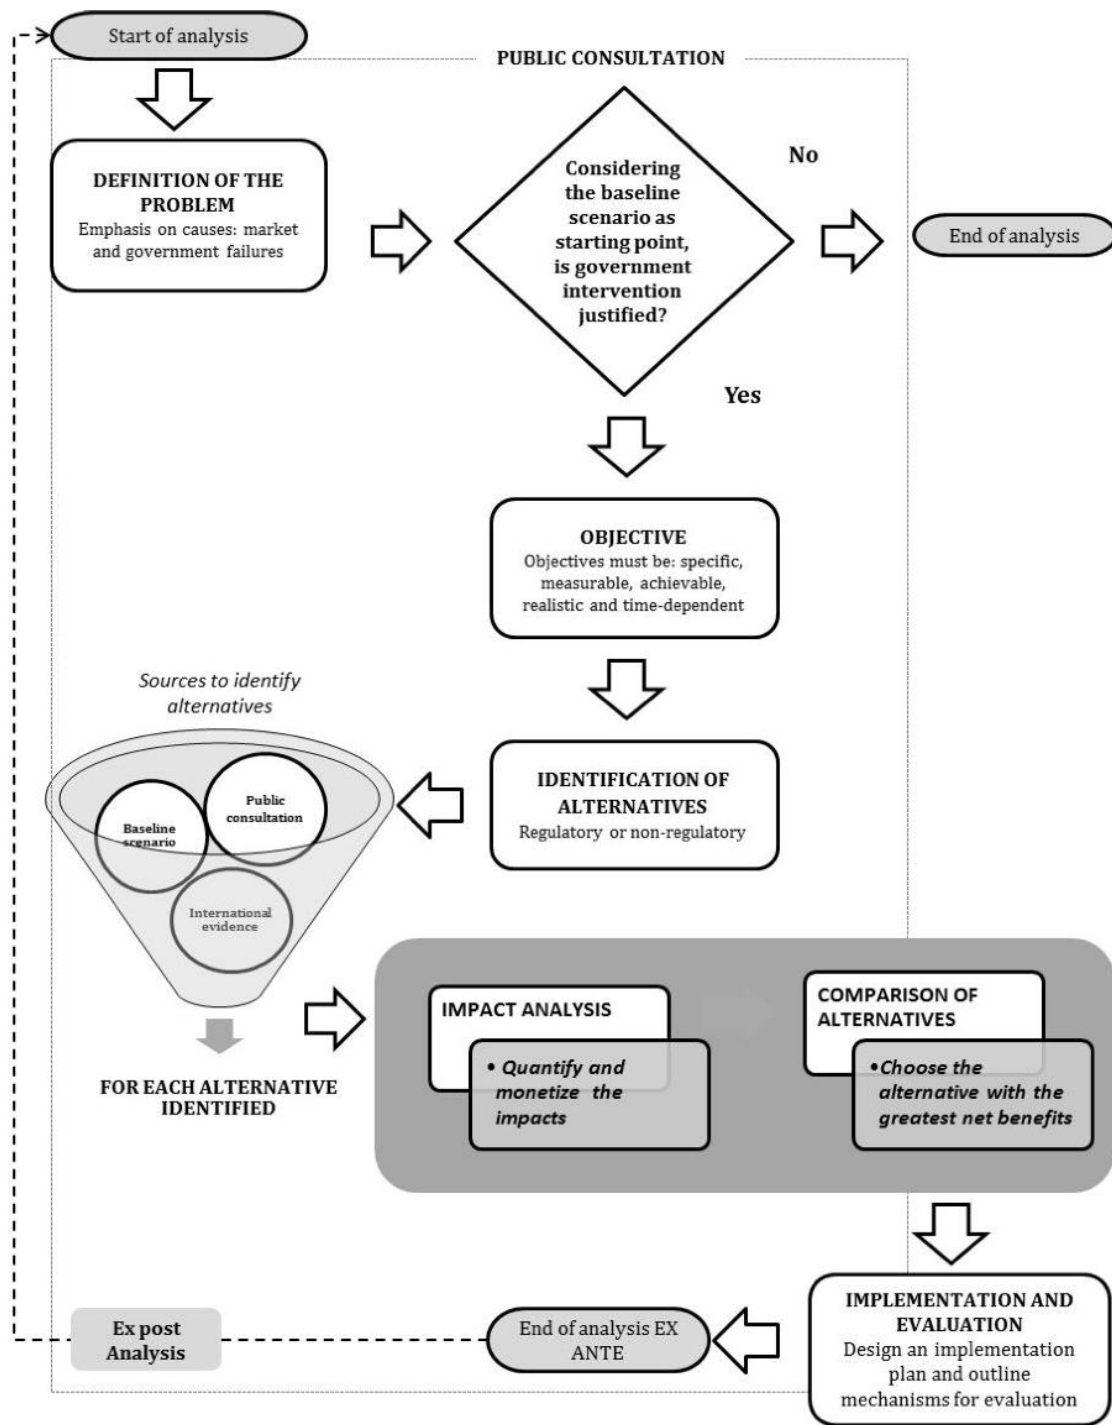 Start of analysis
PUBLIC CONSULTATION
DEFINITION OF THE
PROBLEM
Emphasis on causes: market
and government failures
Considering
the baseline
scenario as
starting point,
is government
intervention
justified?
No
End of analysis
Yes
OBJECTIVE
Objectives must be: specific,
measurable, achievable,
realistic and time-dependent
Sources to identify
alternatives
IDENTIFICATION OF
ALTERNATIVES
Regulatory or non-regulatory
Public
consultation
Baseline
scenario
International
evidence
FOR EACH ALTERNATIVE
IDENTIFIED
IMPACT ANALYSIS
• Quantify and
monetize the
impacts
COMPARISON OF
ALTERNATIVES
•Choose the
alternative with the
greatest net benefits
IMPLEMENTATION AND
EVALUATION
Design an implementation
plan and outline
mechanisms for evaluation
End of analysis EX
ANTE
Ex post
Analysis